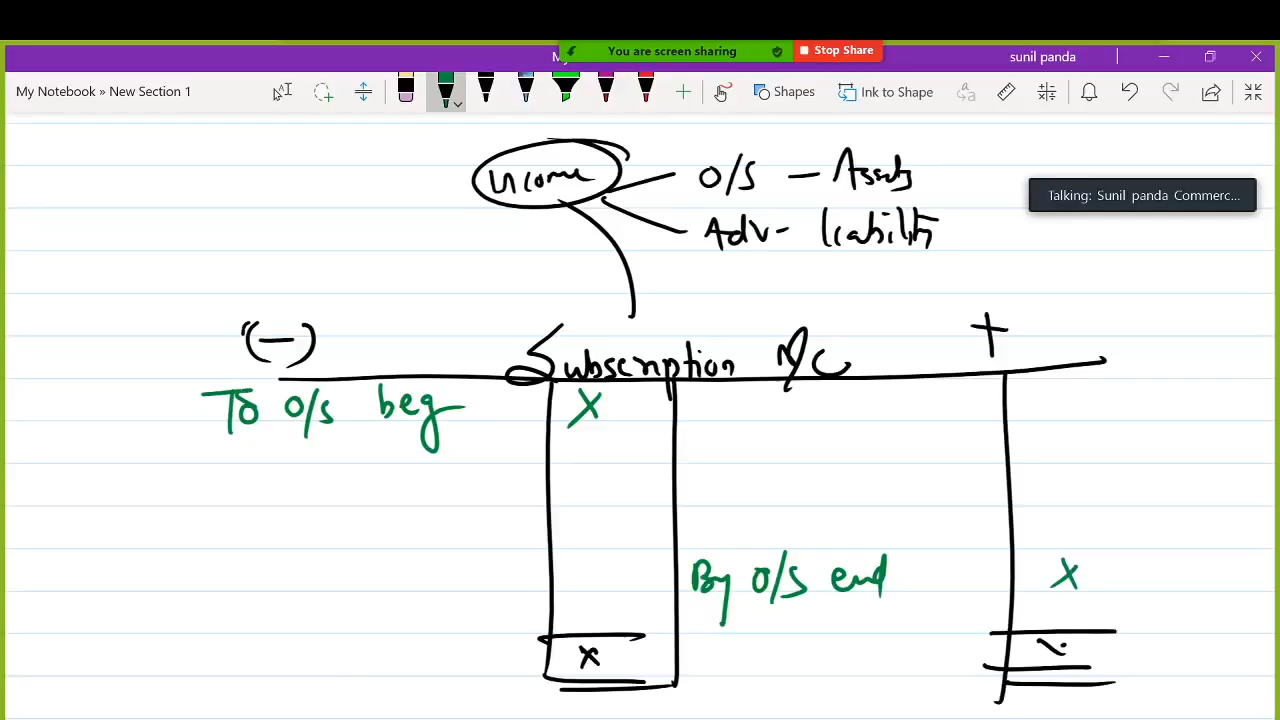 You are screen sharing
Stop Share
My
sunil panda
My Notebook » New Section 1
Shapes
Ink to Shape
Income
O/S - Assets
Adv - liability
Talking: Sunil panda Commerc...
(-)
Subscription A/C
+
To O/S beg X
By O/S end X
X